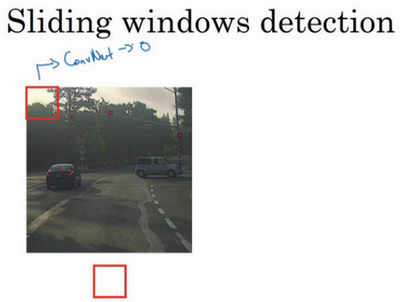 Sliding windows detection
→ ConvNet → 0